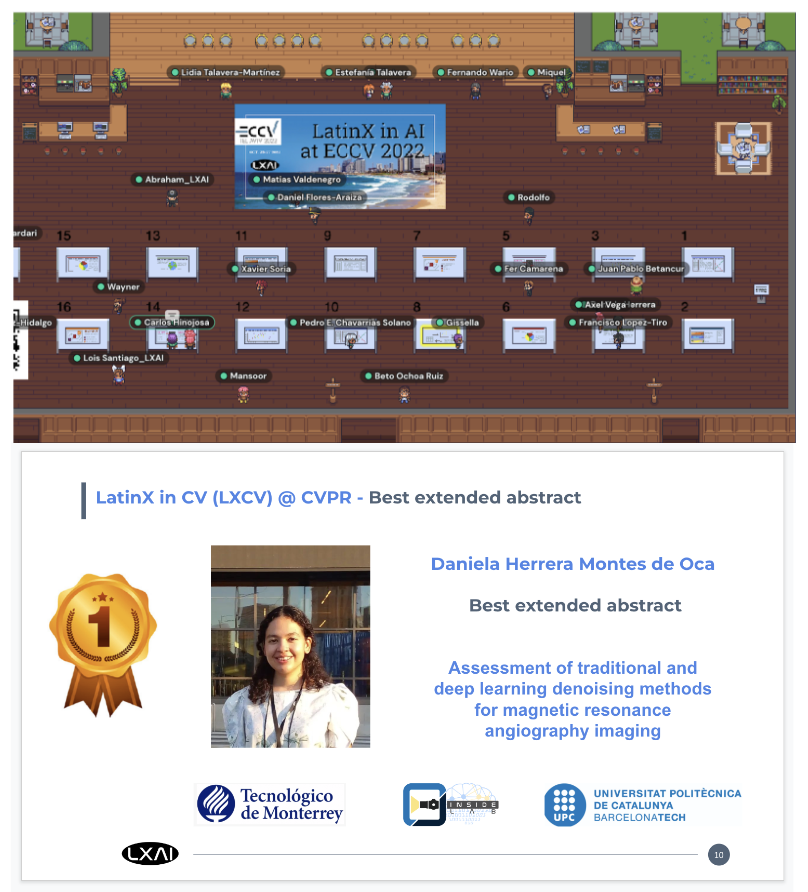 Lidia Talavera-Martínez
Estefanía Talavera
Fernando Wario
Miquel
ECCV
TEL AVIV 2022
LatinX in AI
at ECCV 2022
LXAI
Abraham_LXAI
Matias Valdenegro
Daniel Flores-Araiza
Rodolfo
ardari
15
13
11
9
7
5
3
1
Xavier Soria
Fer Camarena
Juan Pablo Betancur
Wayner
Axel Vega
errera
16
14
12
10
8
6
2
z-Hidalgo
Carlos Hinojosa
Pedro E. Chavarrias Solano
Gissella
Francisco Lopez-Tiro
Lois Santiago_LXAI
Mansoor
Beto Ochoa Ruiz
LatinX in CV (LXCV) @ CVPR - Best extended abstract
1
Daniela Herrera Montes de Oca
Best extended abstract
Assessment of traditional and
deep learning denoising methods
for magnetic resonance
angiography imaging
Tecnológico
de Monterrey
INSIDE
LAB
UPC
UNIVERSITAT POLITÈCNICA
DE CATALUNYA
BARCELONATECH
LXAI
10